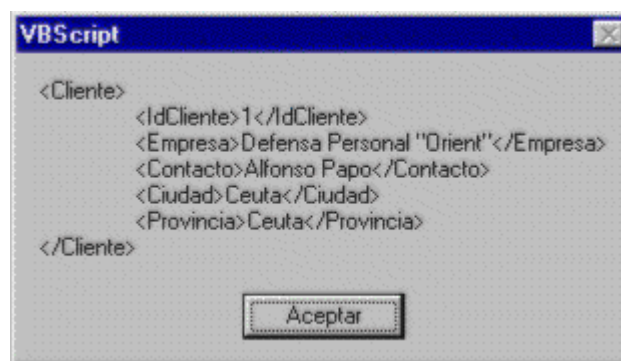 VBScript
<Cliente>
<IdCliente>1</IdCliente>
<Empresa>Defensa Personal "Orient"</Empresa>
<Contacto>Alfonso Papo</Contacto>
<Ciudad>Ceuta</Ciudad>
<Provincia>Ceuta</Provincia>
</Cliente>
Aceptar